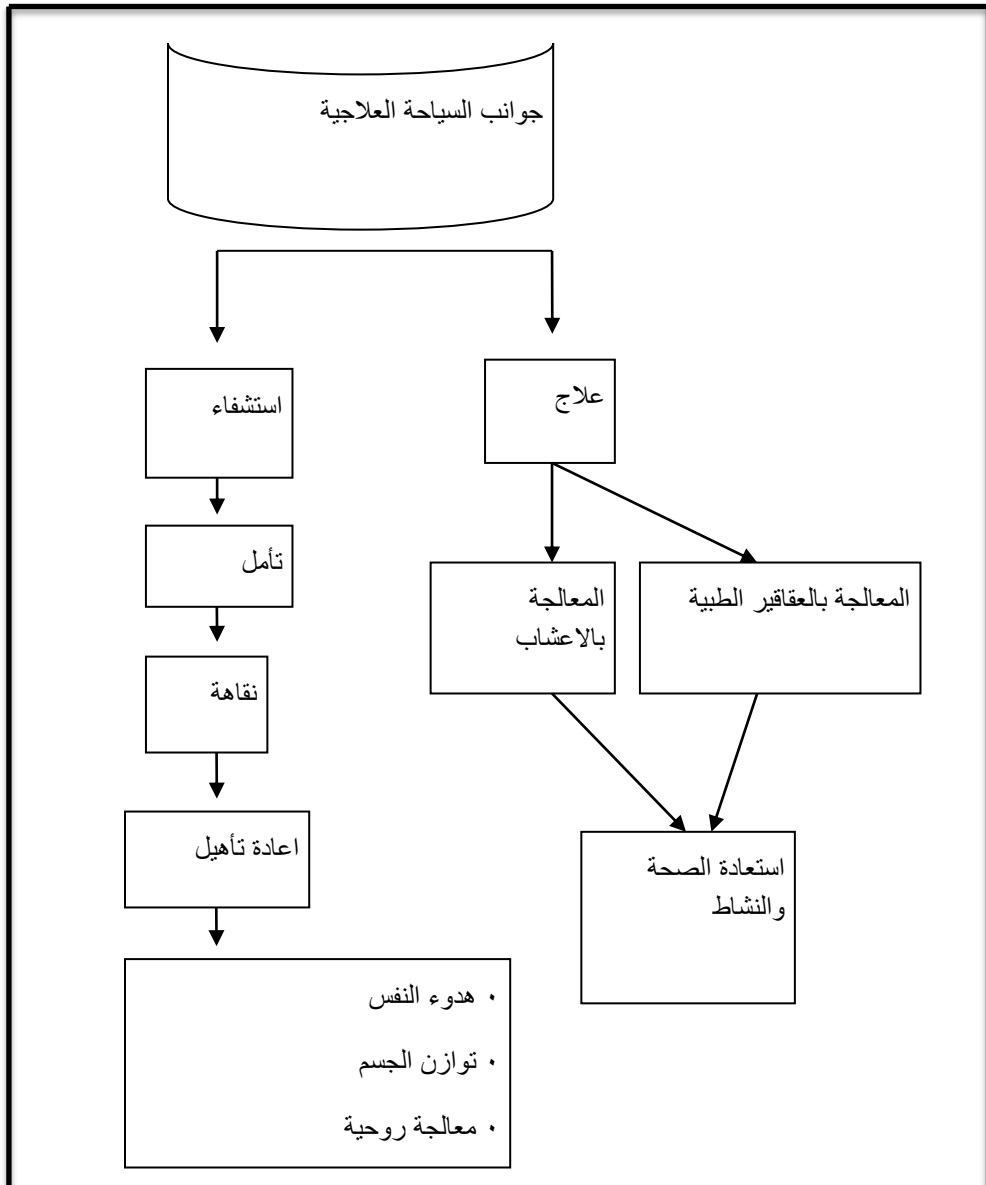 جوانب السياحة العلاجية
علاج
استشفاء
المعالجة بالعقاقير الطبية
المعالجة
بالاعشاب
تأمل
نقاهة
اعادة تأهيل
استعادة الصحة
والنشاط
· هدوء النفس
· توازن الجسم
· معالجة روحية